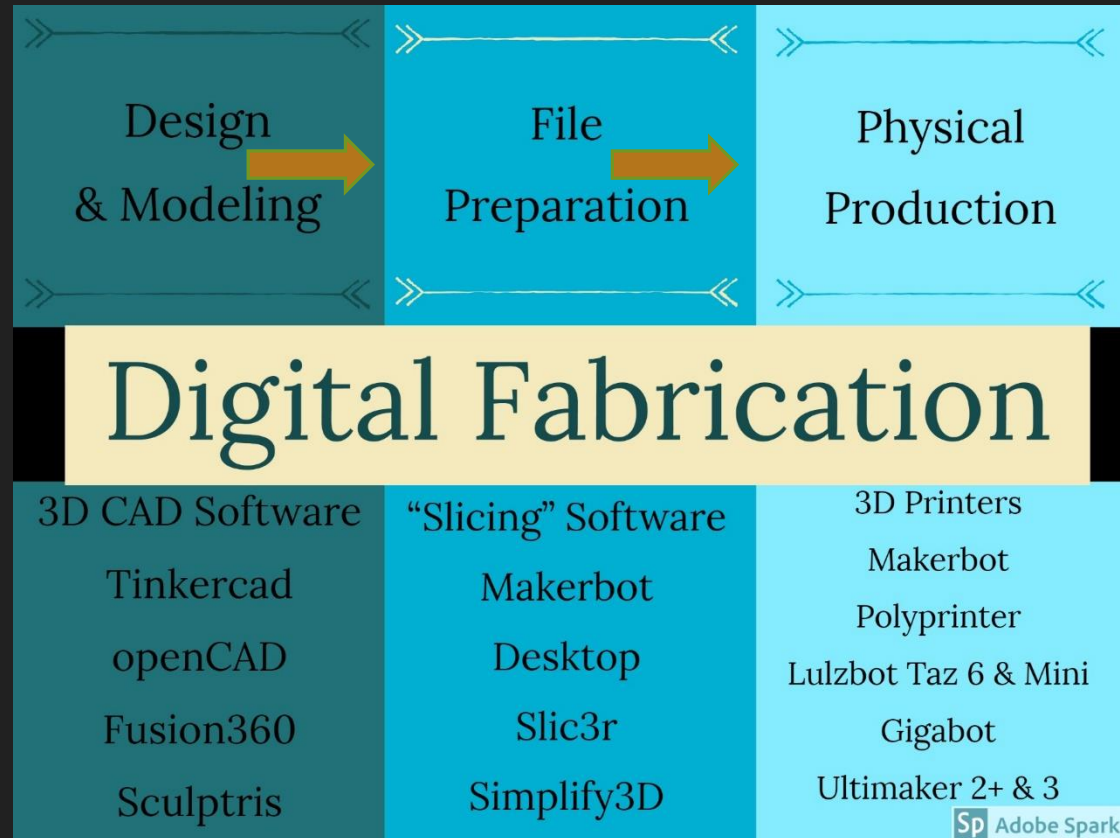 Design
& Modeling
File
Preparation
Physical
Production
Digital Fabrication
3D CAD Software
Tinkercad
openCAD
Fusion360
Sculptris
“Slicing” Software
Makerbot
Desktop
Slic3r
Simplify3D
3D Printers
Makerbot
Polyprinter
Lulzbot Taz 6 & Mini
Gigabot
Ultimaker 2+ & 3
Sp Adobe Spark